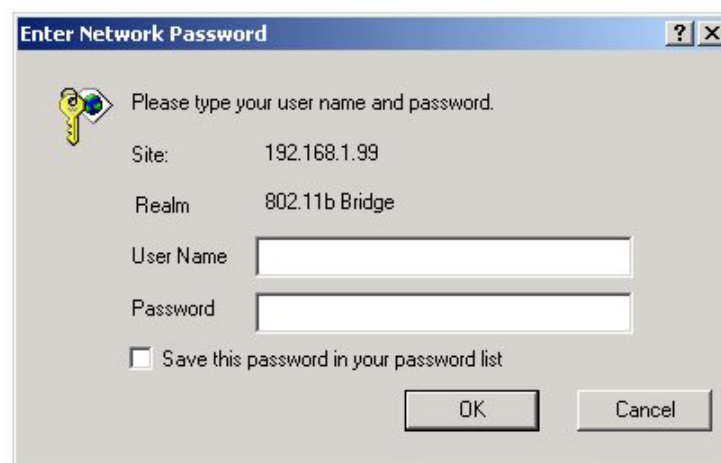 Enter Network Password
Please type your user name and password.
Site: 192.168.1.99
Realm 802.11b Bridge
User Name
Password
Save this password in your password list
OK Cancel